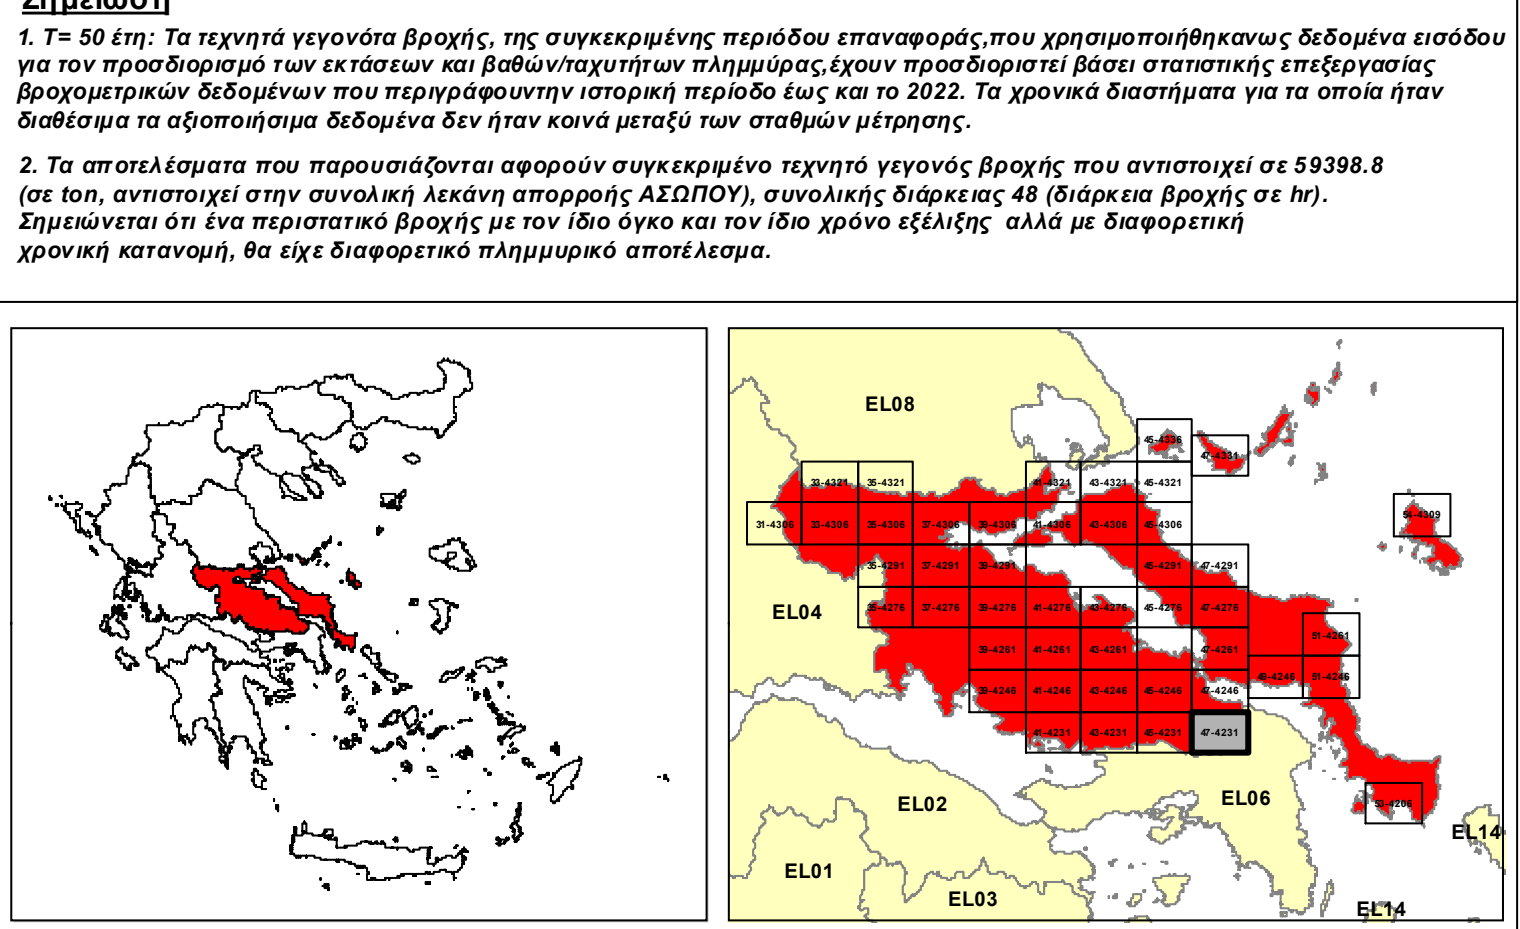 Σημείωση
1. Τ= 50 έτη: Τα τεχνητά γεγονότα βροχής, της συγκεκριμένης περιόδου επαναφοράς,που χρησιμοποιήθηκανως δεδομένα εισόδου
για τον προσδιορισμό των εκτάσεων και βαθών/ταχυτήτων πλημμύρας,έχουν προσδιοριστεί βάσει στατιστικής επεξεργασίας
βροχομετρικών δεδομένων που περιγράφουντην ιστορική περίοδο έως και το 2022. Τα χρονικά διαστήματα για τα οποία ήταν
διαθέσιμα τα αξιοποιήσιμα δεδομένα δεν ήταν κοινά μεταξύ των σταθμών μέτρησης.
2. Τα αποτελέσματα που παρουσιάζονται αφορούν συγκεκριμένο τεχνητό γεγονός βροχής που αντιστοιχεί σε 59398.8
(σε ton, αντιστοιχεί στην συνολική λεκάνη απορροής ΑΣΩΠΟΥ), συνολικής διάρκειας 48 (διάρκεια βροχής σε hr).
Σημειώνεται ότι ένα περιστατικό βροχής με τον ίδιο όγκο και τον ίδιο χρόνο εξέλιξης αλλά με διαφορετική
χρονική κατανομή, θα είχε διαφορετικό πλημμυρικό αποτέλεσμα.
EL08
45-4336
47-4331
33-4321 35-4321 41-4321 43-4321 45-4321
54-4309
31-4306 33-4306 35-4306 37-4306 39-4306 41-4306 43-4306 45-4306
35-4291 37-4291 39-4291 45-4291 47-4291
EL04
35-4276 37-4276 39-4276 41-4276 43-4276 45-4276 47-4276
51-4261
39-4261 41-4261 43-4261 47-4261
49-4246 51-4246
39-4246 41-4246 43-4246 45-4246 47-4246
41-4231 43-4231 45-4231 47-4231
EL02
EL06
53-4206
EL14
EL01
EL03
EL14